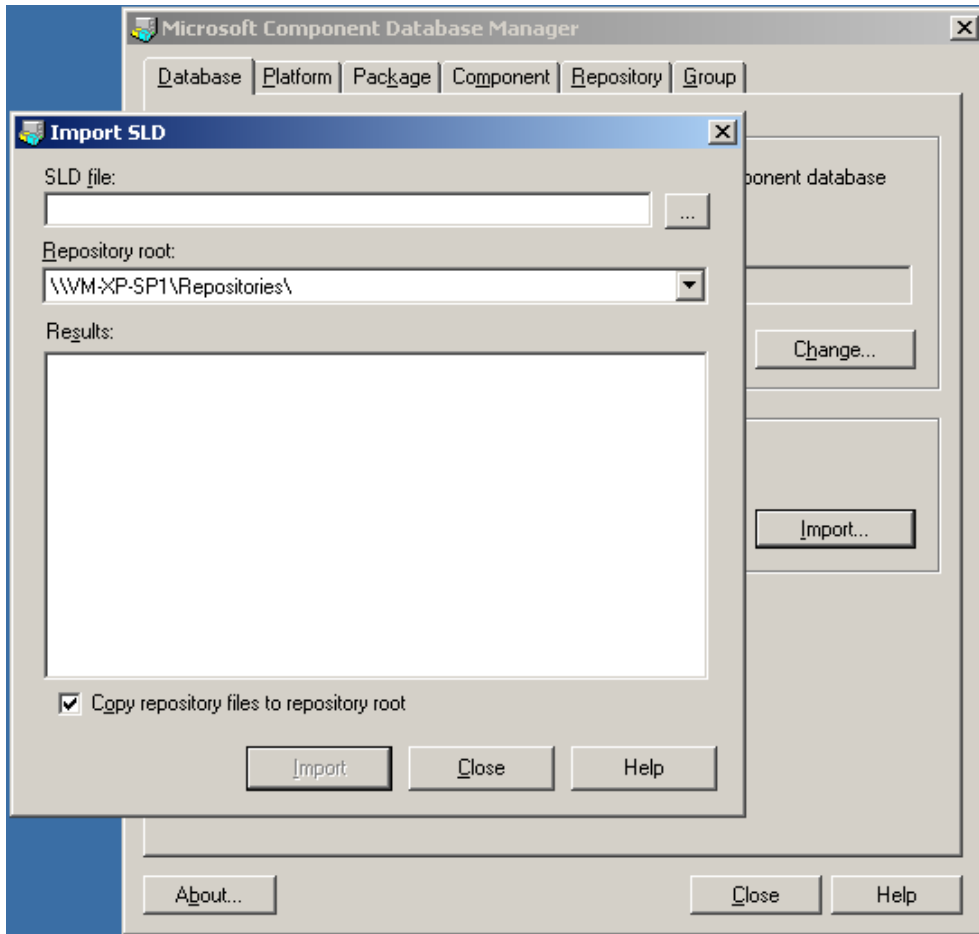 Microsoft Component Database Manager
Database Platform Package Component Repository Group
Import SLD
SLD file:
...
ponent database
Repository root:
\\VM-XP-SP1\Repositories\
Results:
Change...
Import...
Copy repository files to repository root
Import Close Help
About... Close Help